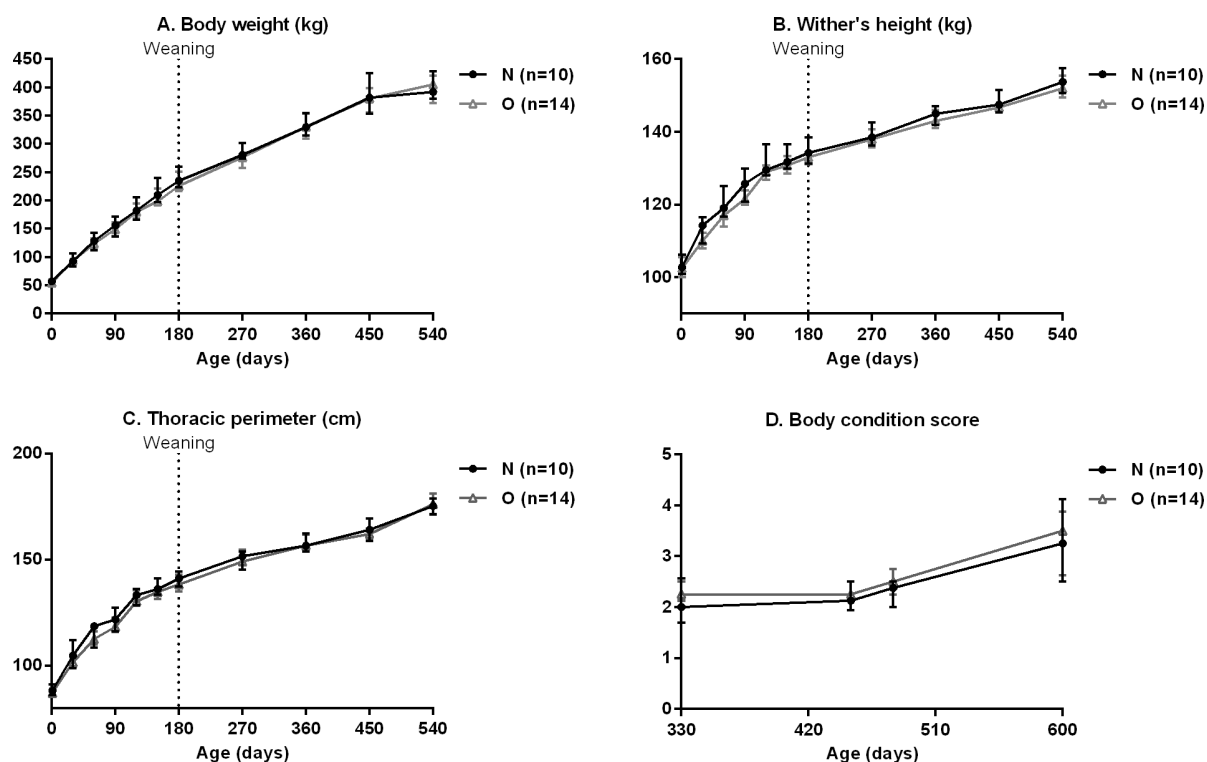 A. Body weight (kg)
Weaning
450
400
350
300
250
200
150
100
50
0
0 90 180 270 360 450 540
Age (days)
N (n=10)
O (n=14)
B. Wither's height (kg)
Weaning
160
140
120
100
0 90 180 270 360 450 540
Age (days)
N (n=10)
O (n=14)
C. Thoracic perimeter (cm)
Weaning
200
150
100
0 90 180 270 360 450 540
Age (days)
N (n=10)
O (n=14)
D. Body condition score
5
4
3
2
1
0
330 420 510 600
Age (days)
N (n=10)
O (n=14)